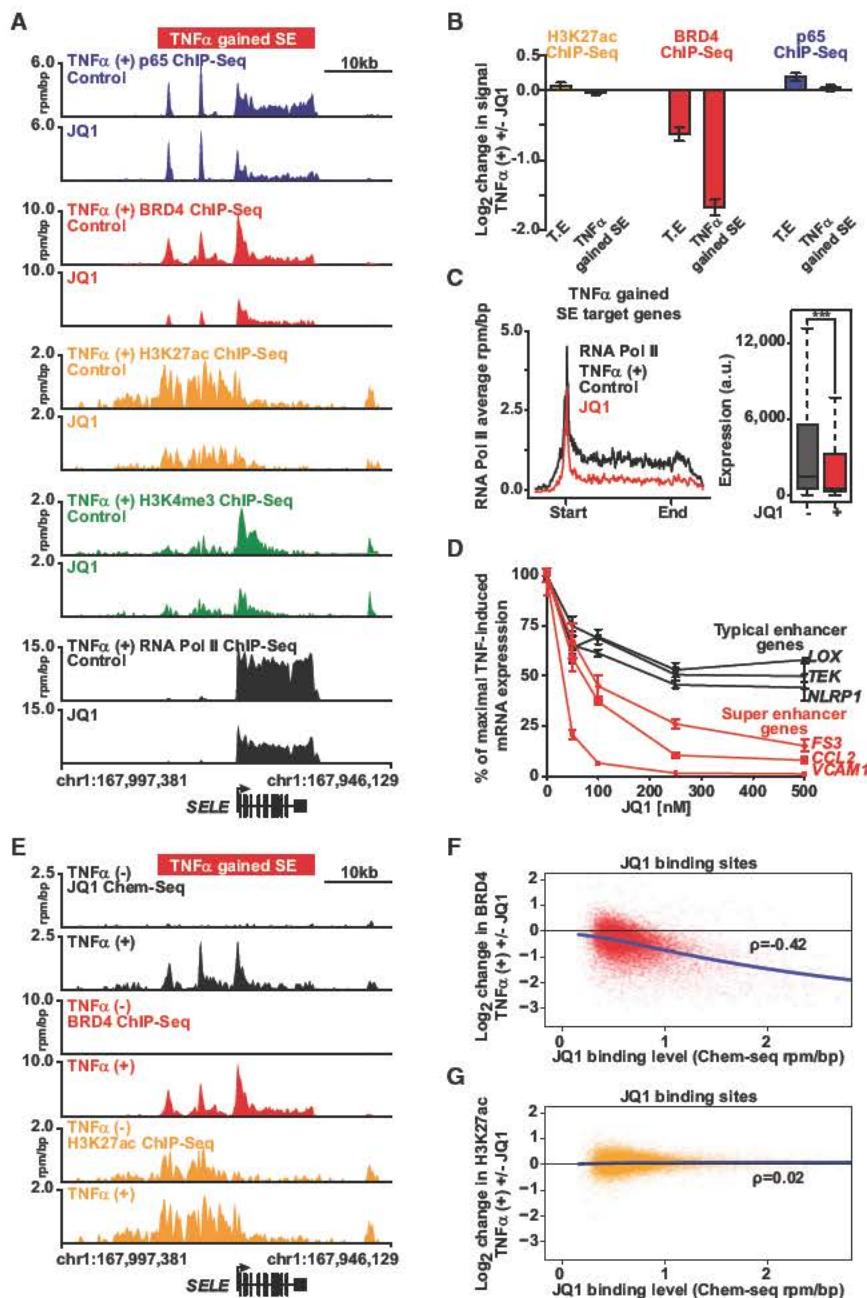 A
TNFα gained SE
10kb
TNFα (+) p65 ChIP-Seq
Control
6.0
rpm/bp
6.0
JQ1
10.0
rpm/bp
TNFα (+) BRD4 ChIP-Seq
Control
10.0
JQ1
2.0
rpm/bp
TNFα (+) H3K27ac ChIP-Seq
Control
2.0
JQ1
2.0
rpm/bp
TNFα (+) H3K4me3 ChIP-Seq
Control
2.0
JQ1
15.0
rpm/bp
TNFα (+) RNA Pol II ChIP-Seq
Control
15.0
JQ1
chr1:167,997,381 chr1:167,946,129
SELE
B
H3K27ac ChIP-Seq
BRD4 ChIP-Seq
p65 ChIP-Seq
Log2 change in signal
TNFα (+) +/- JQ1
0.5
0.0
-1.0
-2.0
T.E
TNFα gained SE
T.E
TNFα gained SE
T.E
TNFα gained SE
C
TNFα gained
SE target genes
RNA Pol II average rpm/bp
5.0
2.5
0.0
RNA Pol II
TNFα (+)
Control
JQ1
Start End
Expression (a.u.)
12,000
6,000
0
***
JQ1 - +
D
% of maximal TNF-induced
mRNA expresssion
100
75
50
25
0
Typical enhancer
genes
LOX
TEK
NLRP1
Super enhancer
genes
FS3
CCL2
VCAM1
0 100 200 300 400 500
JQ1 [nM]
E
TNFα gained SE
10kb
2.5
rpm/bp
TNFα (-)
JQ1 Chem-Seq
2.5
TNFα (+)
10.0
rpm/bp
TNFα (-)
BRD4 ChIP-Seq
10.0
TNFα (+)
2.0
rpm/bp
TNFα (-)
H3K27ac ChIP-Seq
2.0
TNFα (+)
chr1:167,997,381 chr1:167,946,129
SELE
F
JQ1 binding sites
Log2 change in BRD4
TNFα (+) +/- JQ1
2
1
0
−1
−2
−3
ρ=-0.42
0 1 2
JQ1 binding level (Chem-seq rpm/bp)
G
JQ1 binding sites
Log2 change in H3K27ac
TNFα (+) +/- JQ1
2
1
0
−1
−2
−3
ρ=0.02
0 1 2
JQ1 binding level (Chem-seq rpm/bp)